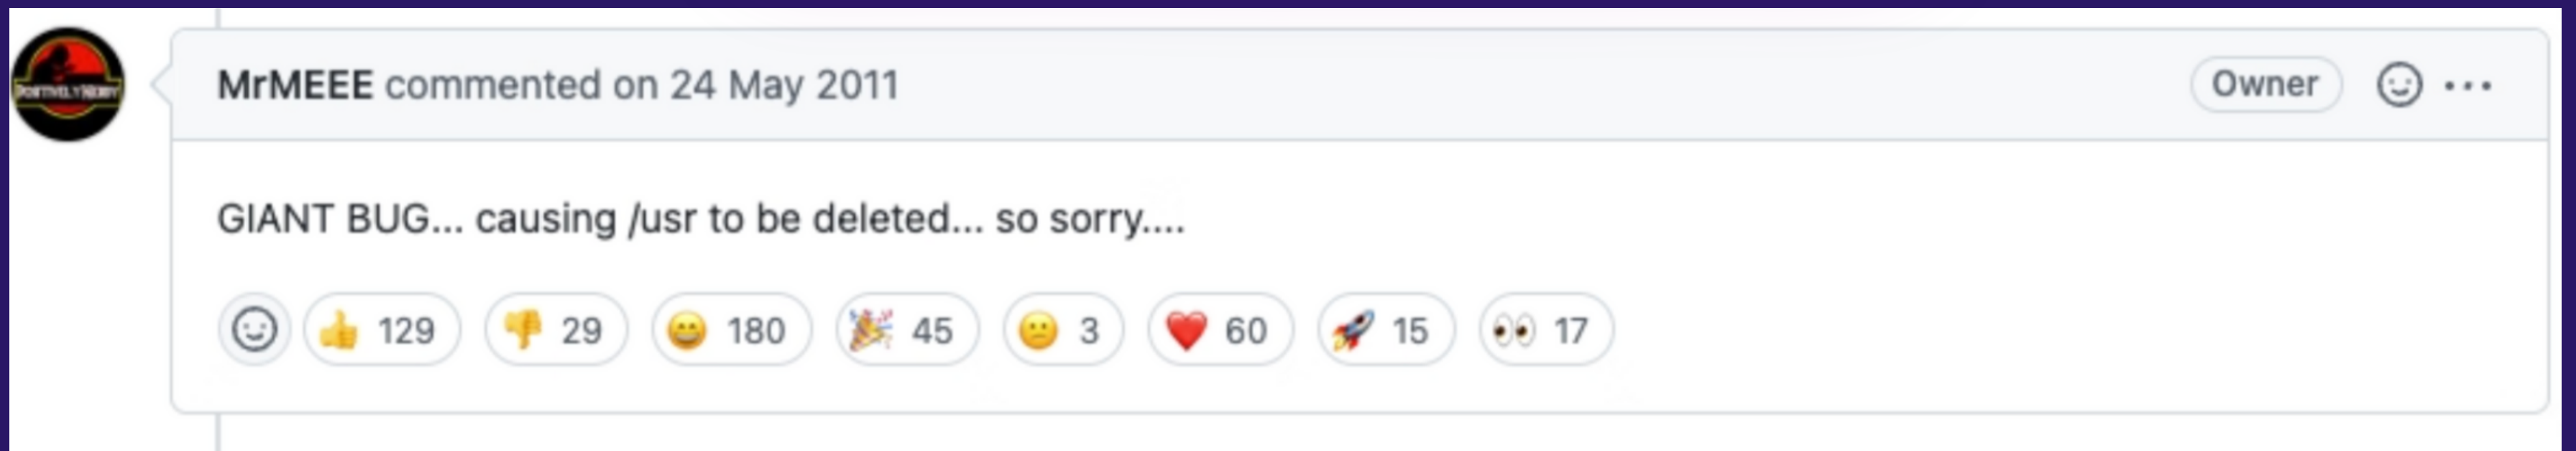 MrMEEE commented on 24 May 2011 Owner
GIANT BUG... causing /usr to be deleted... so sorry....
129 29 180 45 3 60 15 17